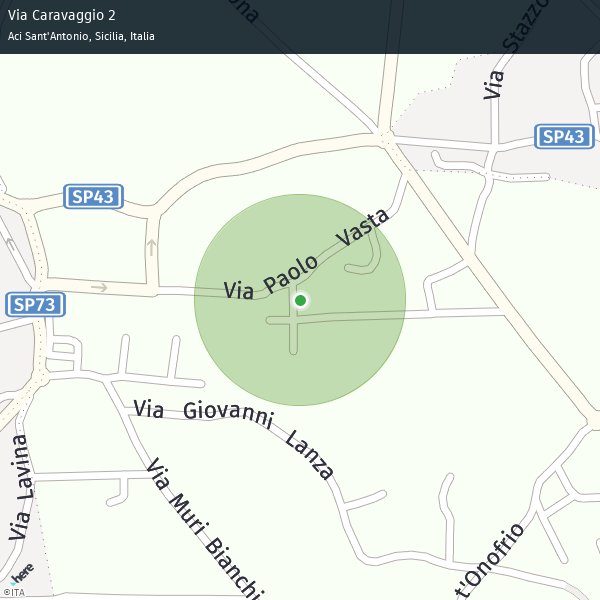 Via Caravaggio 2
Aci Sant'Antonio, Sicilia, Italia
Via Stazzo
SP43
SP43
Via Paolo Vasta
SP73
Via Giovanni Lanza
Via Lavina
Via Muri Bianchi
t'Onofrio
here
©ITA